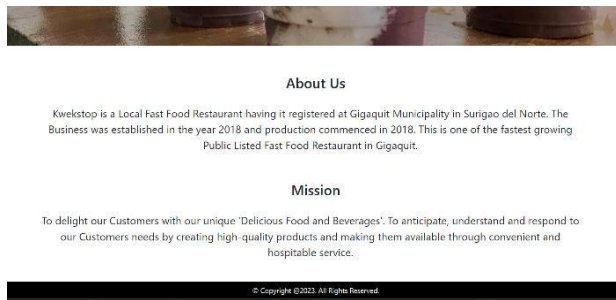 About Us
Kwekstop is a Local Fast Food Restaurant having it registered at Gigaquit Municipality in Surigao del Norte. The
Business was established in the year 2018 and production commenced in 2018. This is one of the fastest growing
Public Listed Fast Food Restaurant in Gigaquit.
Mission
To delight our Customers with our unique 'Delicious Food and Beverages'. To anticipate, understand and respond to
our Customers needs by creating high-quality products and making them available through convenient and
hospitable service.
© Copyright @2023. All Rights Reserved.